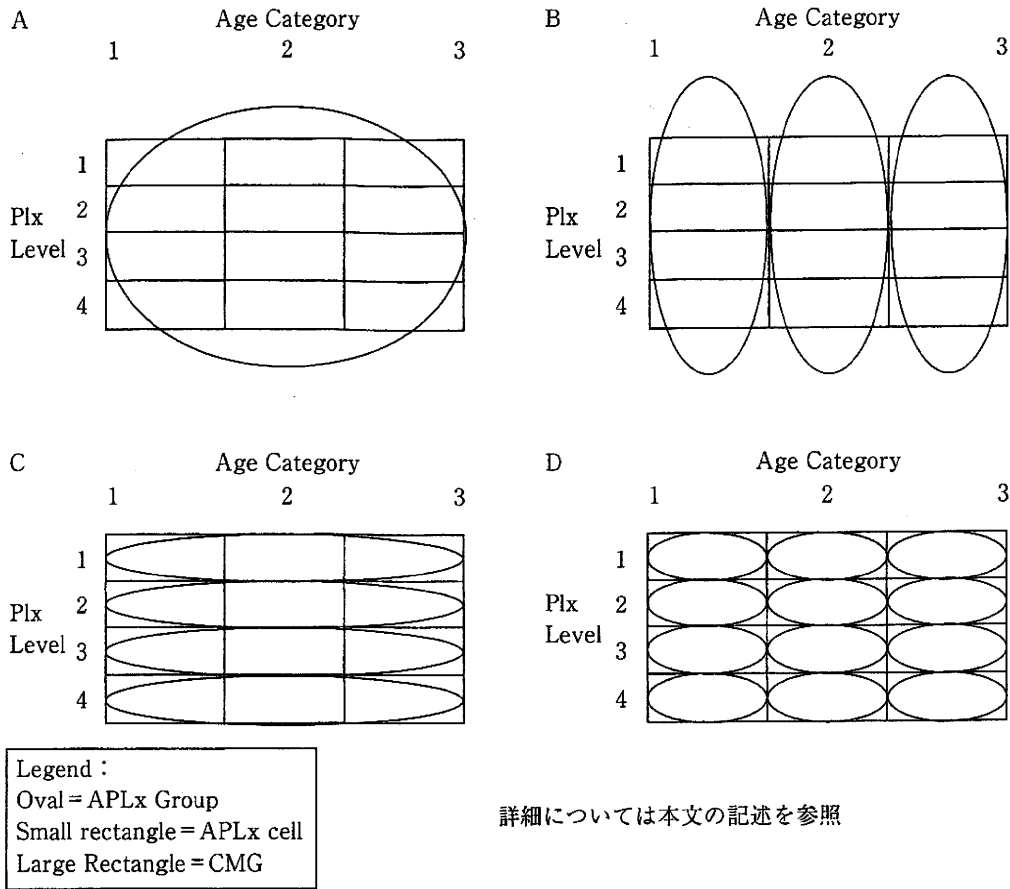 A Age Category
1 2 3
1
Plx 2
Level 3
4
B Age Category
1 2 3
1
Plx 2
Level 3
4
C Age Category
1 2 3
1
Plx 2
Level 3
4
D Age Category
1 2 3
1
Plx 2
Level 3
4
Legend：
Oval = APLx Group
Small rectangle = APLx cell
Large Rectangle = CMG
詳細については本文の記述を参照